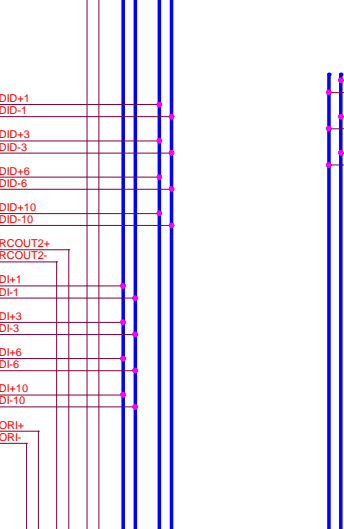 DID+1
DID-1
DID+3
DID-3
DID+6
DID-6
DID+10
DID-10
RCOUT2+
RCOUT2-
DI+1
DI-1
DI+3
DI-3
DI+6
DI-6
DI+10
DI-10
ORI+
ORI-